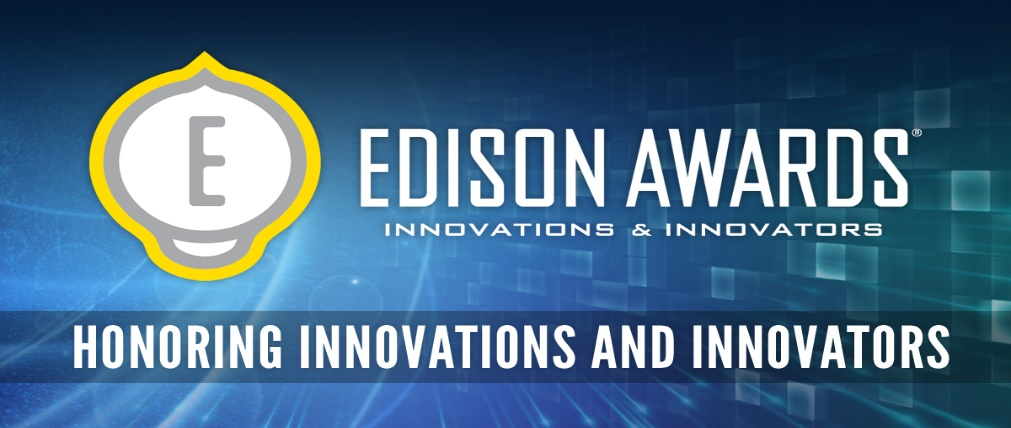 E
EDISON AWARDS®
INNOVATIONS & INNOVATORS
HONORING INNOVATIONS AND INNOVATORS